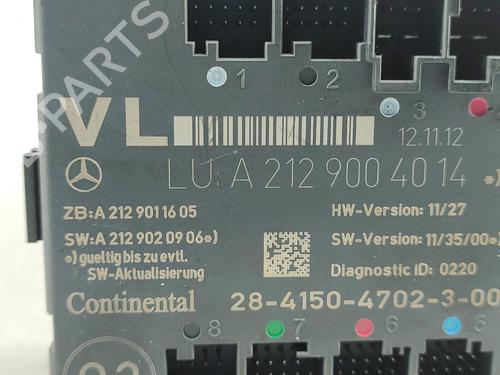 1 2 3 4
VL
12.11.12
LU: A 212 900 40 14 *)
ZB: A 212 901 16 05
HW-Version: 11/27
SW: A 212 902 09 06 *)
SW-Version: 11/35/00 *)
*) gueltig bis zu evtl.
SW-Aktualisierung
Diagnostic ID: 0220
Continental 28-4150-4702-3-00
8 7 6 5
PARTS